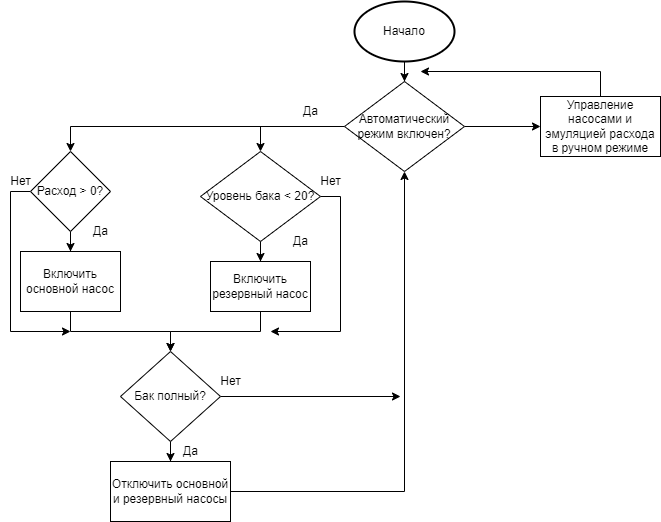 Начало
Автоматический
режим включен?
Управление
насосами и
эмуляцией расхода
в ручном режиме
Да
Нет
Расход > 0?
Уровень бака < 20?
Нет
Да
Да
Включить
основной насос
Включить
резервный насос
Бак полный?
Нет
Да
Отключить основной
и резервный насосы